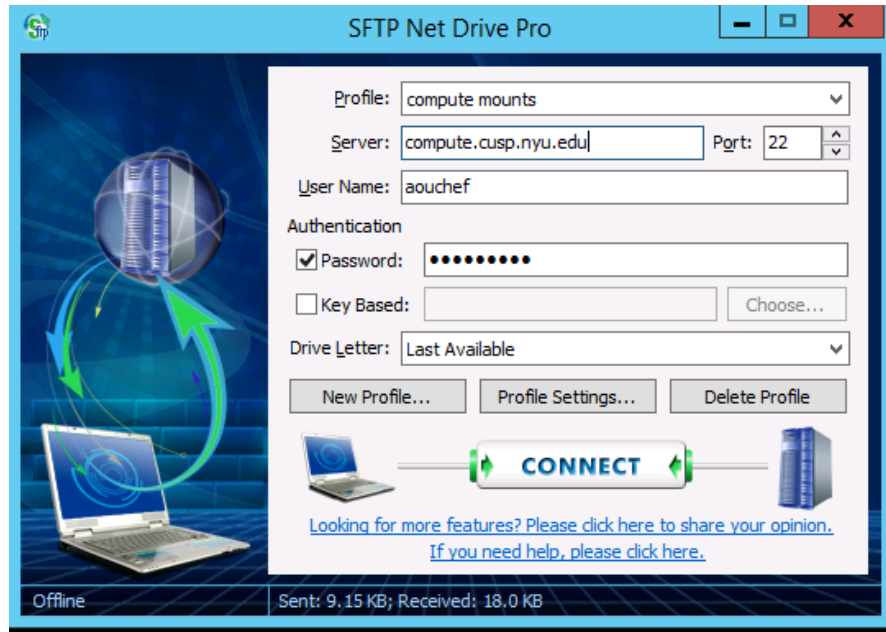 SFTP Net Drive Pro
Profile: compute mounts
Server: compute.cusp.nyu.edu Port: 22
User Name: aouchef
Authentication
Password: •••••••••
Key Based: Choose...
Drive Letter: Last Available
New Profile... Profile Settings... Delete Profile
CONNECT
Looking for more features? Please click here to share your opinion.
If you need help, please click here.
Offline Sent: 9.15 KB; Received: 18.0 KB